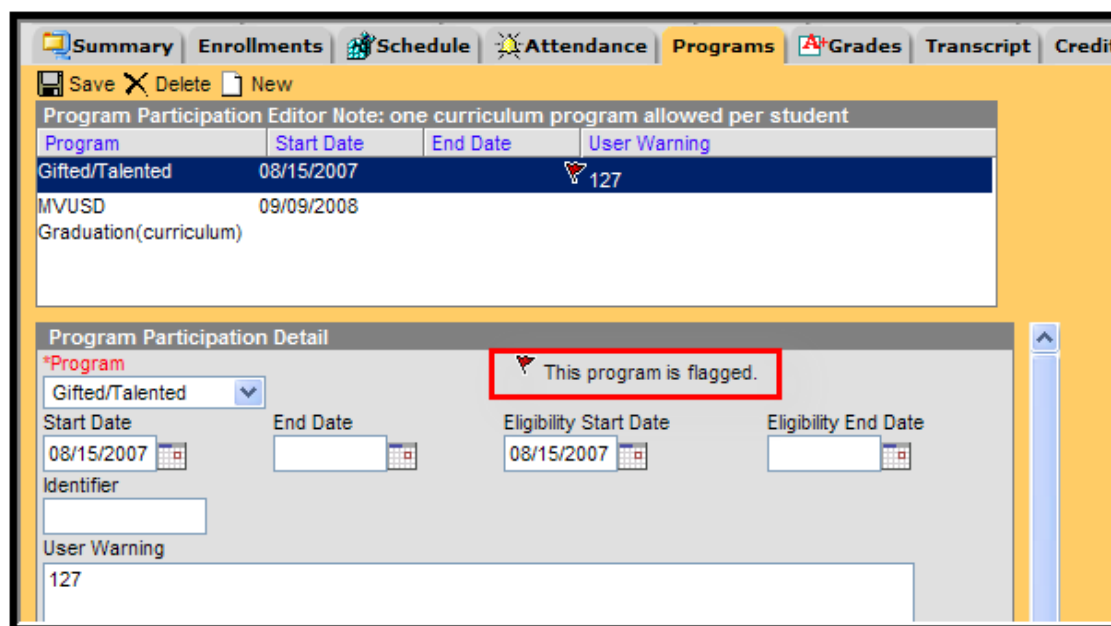 Summary Enrollments Schedule Attendance Programs A+ Grades Transcript Credit
Save Delete New
Program Participation Editor Note: one curriculum program allowed per student
Program Start Date End Date User Warning
Gifted/Talented 08/15/2007 127
MVUSD 09/09/2008
Graduation(curriculum)
Program Participation Detail
*Program
This program is flagged.
Gifted/Talented
Start Date End Date Eligibility Start Date Eligibility End Date
08/15/2007 08/15/2007
Identifier
User Warning
127